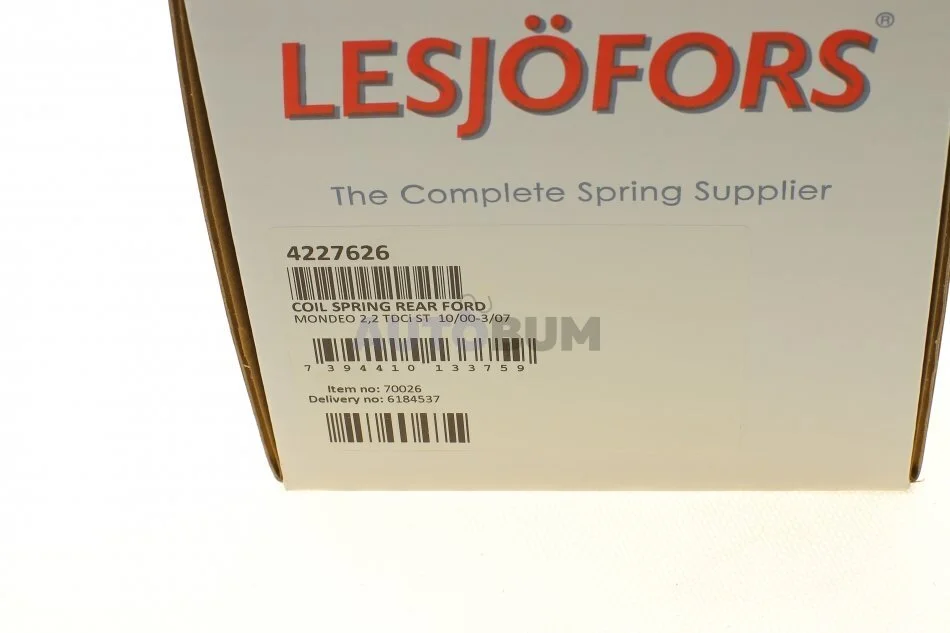 LESJÖFORS®
The Complete Spring Supplier
4227626
COIL SPRING REAR FORD
MONDEO 2,2 TDCi ST 10/00-3/07
AUTOBUM
7 394410 133759
Item no: 70026
Delivery no: 6184537